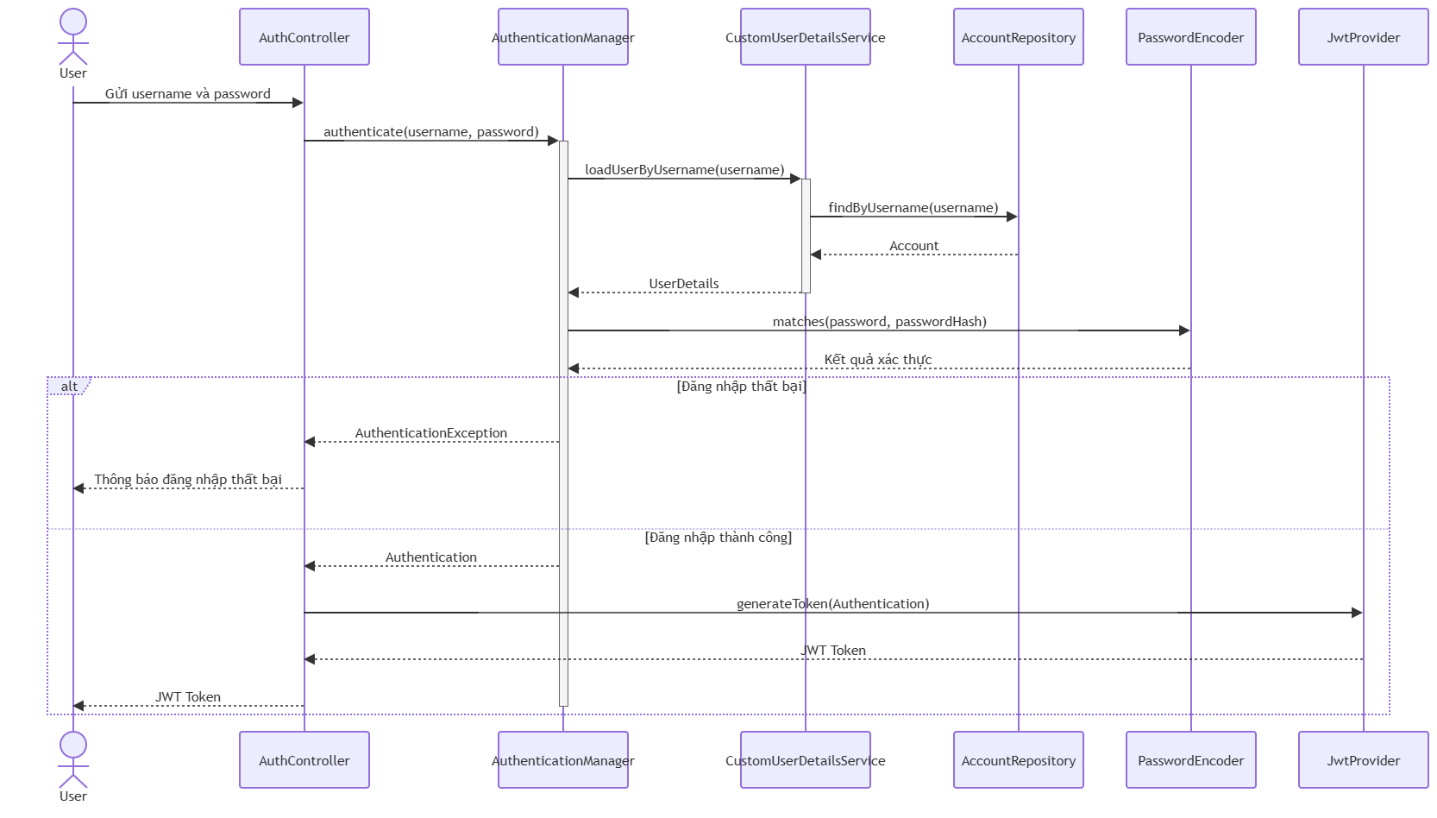 User
AuthController
AuthenticationManager
CustomUserDetailsService
AccountRepository
PasswordEncoder
JwtProvider
Gửi username và password
authenticate(username, password)
loadUserByUsername(username)
findByUsername(username)
Account
UserDetails
matches(password, passwordHash)
Kết quả xác thực
alt
[Đăng nhập thất bại]
AuthenticationException
Thông báo đăng nhập thất bại
[Đăng nhập thành công]
Authentication
generateToken(Authentication)
JWT Token
JWT Token
User
AuthController
AuthenticationManager
CustomUserDetailsService
AccountRepository
PasswordEncoder
JwtProvider